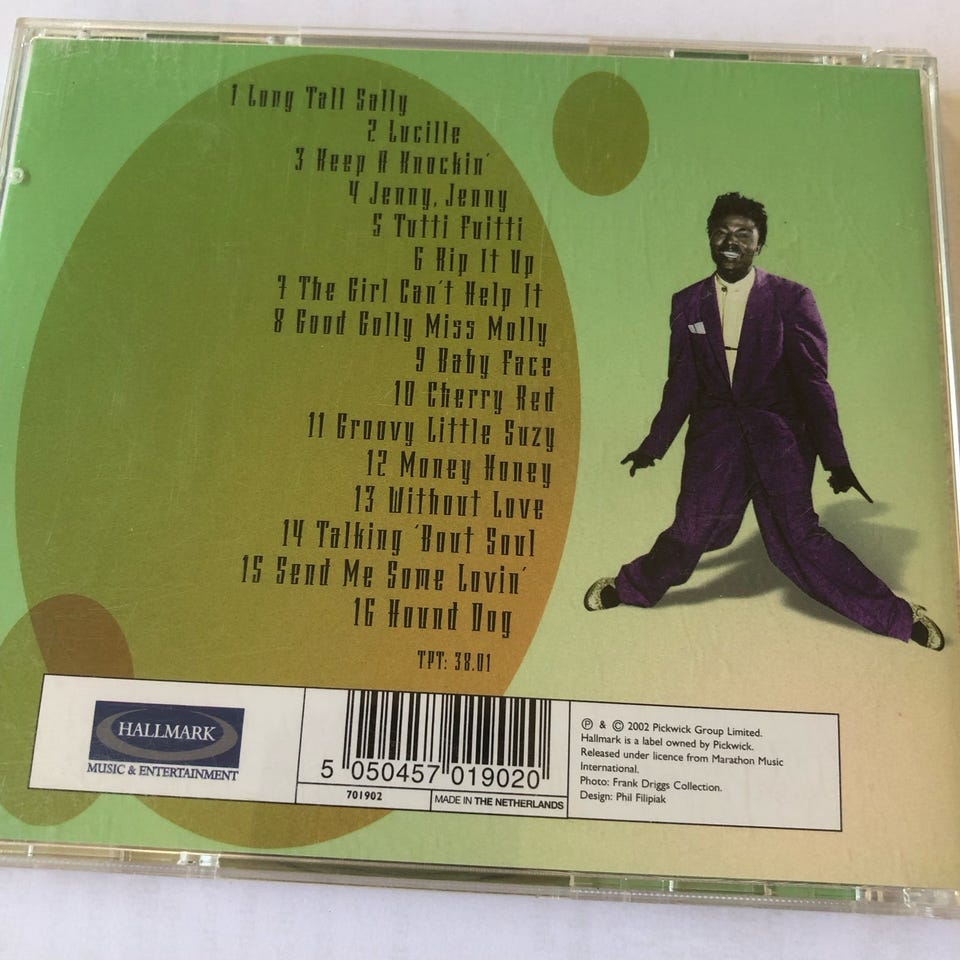 1 Long Tall Sally
2 Lucille
3 Keep A Knockin'
4 Jenny, Jenny
5 Tutti Fuitti
6 Rip It Up
7 The Girl Can't Help It
8 Good Golly Miss Molly
9 Baby Face
10 Cherry Red
11 Groovy Little Suzy
12 Money Honey
13 Without Love
14 Talking 'Bout Soul
15 Send Me Some Lovin'
16 Hound Dog
TPT: 38.01
HALLMARK
MUSIC & ENTERTAINMENT
5 050457 019020
701902
MADE IN THE NETHERLANDS
℗ & © 2002 Pickwick Group Limited.
Hallmark is a label owned by Pickwick.
Released under licence from Marathon Music
International.
Photo: Frank Driggs Collection.
Design: Phil Filipiak